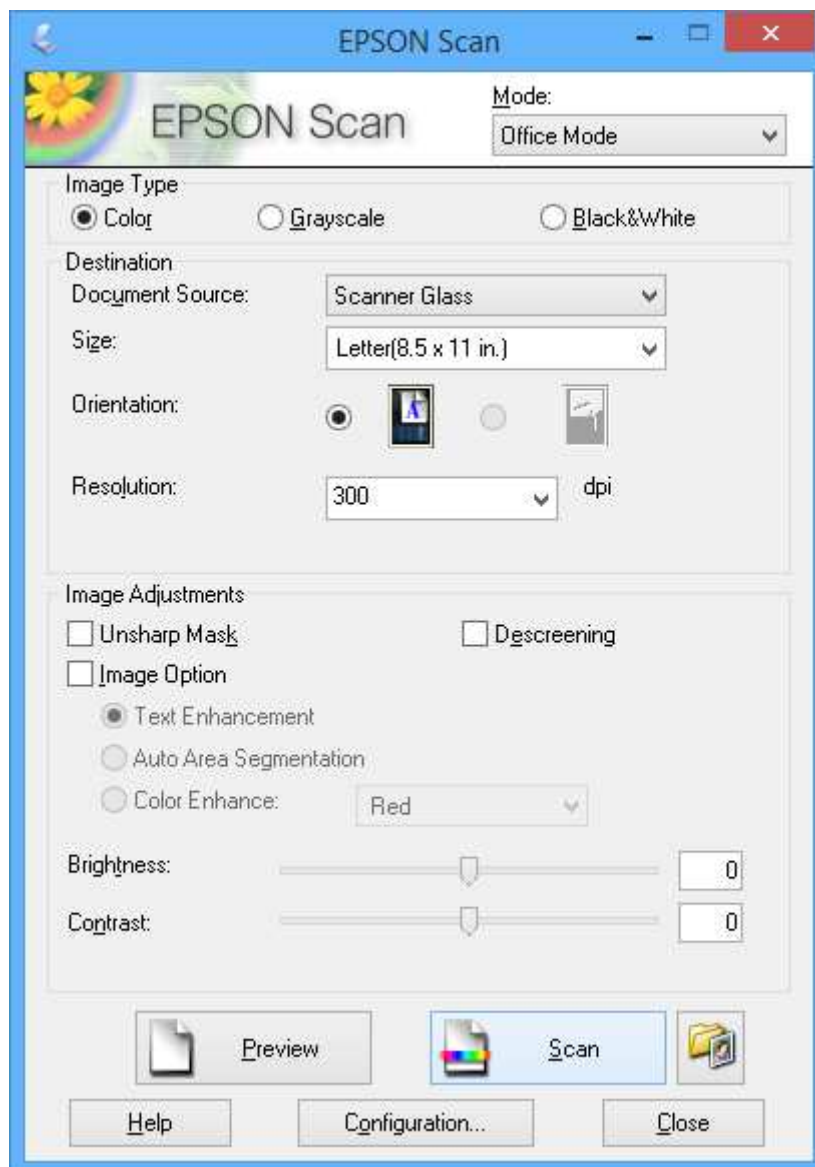 EPSON Scan
EPSON Scan
Mode:
Office Mode
Image Type
Color Grayscale Black&White
Destination
Document Source: Scanner Glass
Size: Letter(8.5 x 11 in.)
Orientation: A
Resolution: 300 dpi
Image Adjustments
Unsharp Mask Descreening
Image Option
Text Enhancement
Auto Area Segmentation
Color Enhance: Red
Brightness: 0
Contrast: 0
Preview Scan
Help Configuration... Close